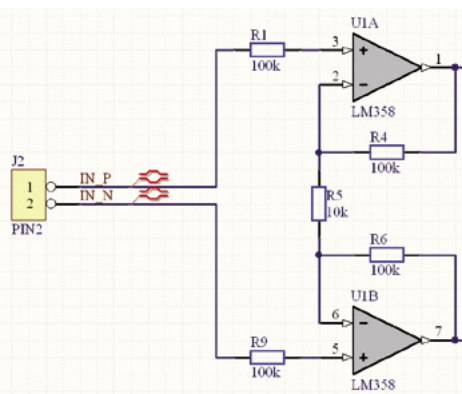 U1A
R1
3
1
100k
2
LM358
R4
100k
J2
1
IN_P
2
IN_N
PIN2
R5
10k
R6
100k
U1B
6
7
R9
5
100k
LM358